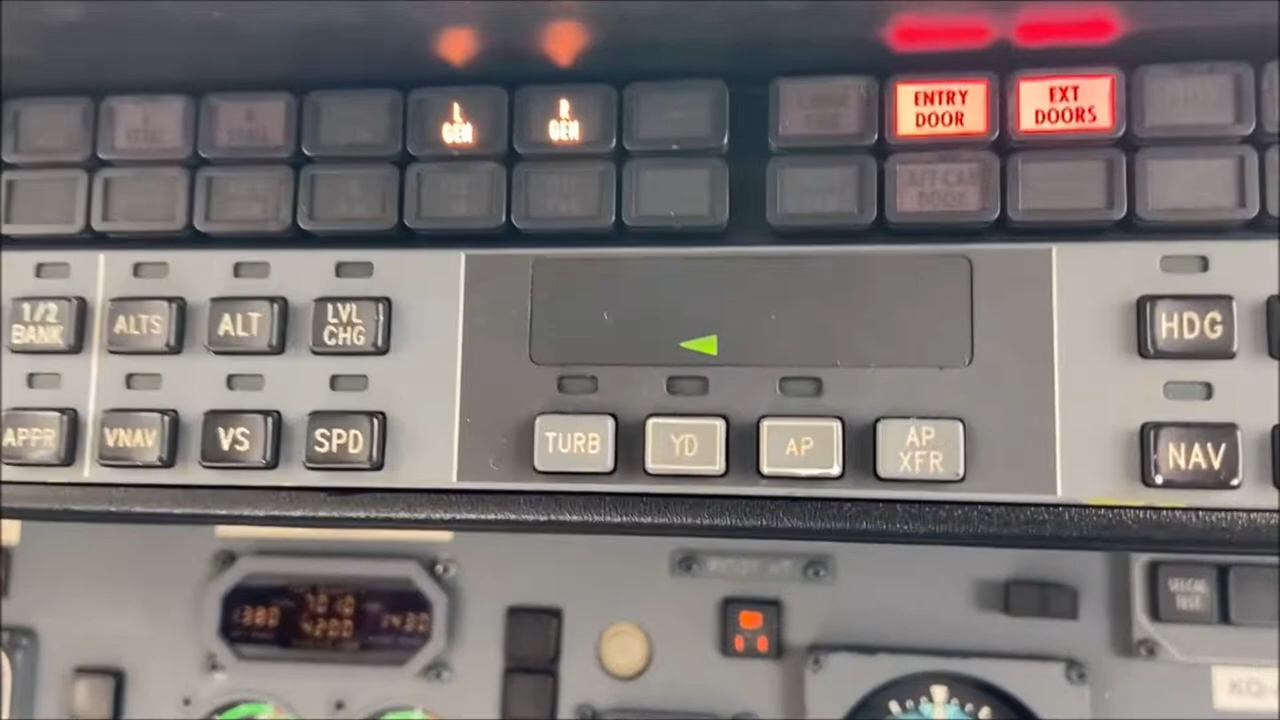 L
GEN
R
GEN
ENTRY
DOOR
EXT
DOORS
AFT CAB
DOOR
1/2
BANK
ALTS
ALT
LVL
CHG
HDG
APPR
VNAV
VS
SPD
TURB
YD
AP
AP
XFR
NAV